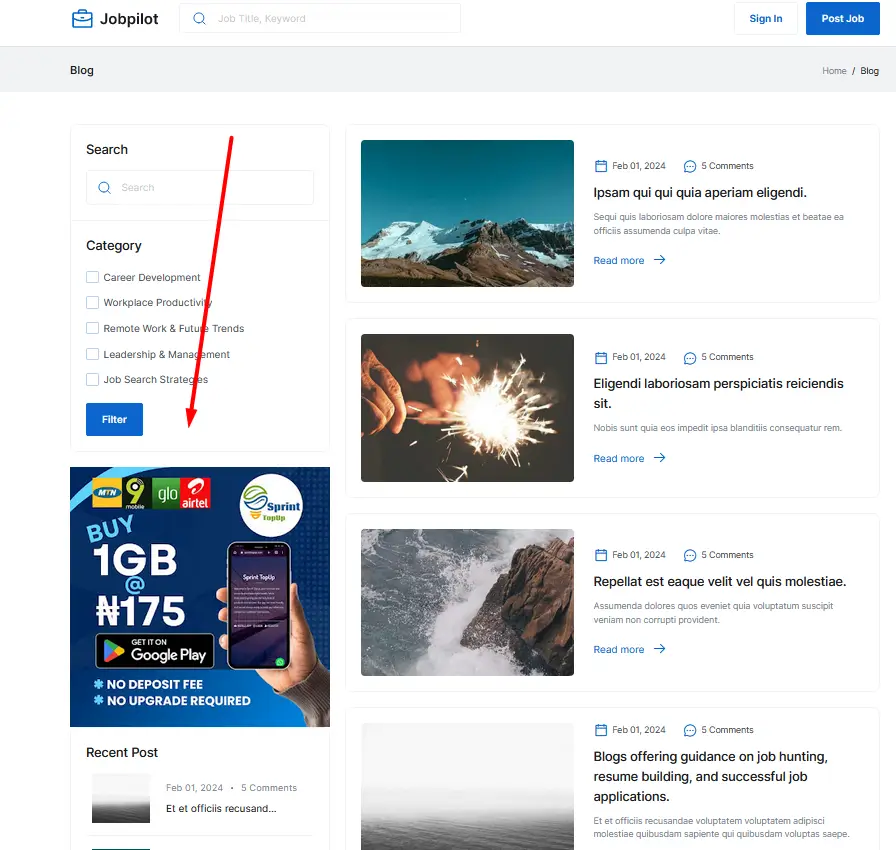 Jobpilot
Job Title, Keyword
Sign In
Post Job
Blog
Home / Blog
Search
Search
Category
Career Development
Workplace Productivity
Remote Work & Future Trends
Leadership & Management
Job Search Strategies
Filter
MTN
9
mobile
glo
airtel
Sprint
TopUp
BUY
1GB
@
₦175
Sprint TopUp
GET IT ON
Google Play
✱ NO DEPOSIT FEE
✱ NO UPGRADE REQUIRED
Recent Post
Feb 01, 2024 • 5 Comments
Et et officiis recusand...
Feb 01, 2024
5 Comments
Ipsam qui qui quia aperiam eligendi.
Sequi quis laboriosam dolore maiores molestias et beatae ea
officiis assumenda culpa vitae.
Read more →
Feb 01, 2024
5 Comments
Eligendi laboriosam perspiciatis reiciendis
sit.
Nobis sunt quia eos impedit ipsa blanditiis consequatur rem.
Read more →
Feb 01, 2024
5 Comments
Repellat est eaque velit vel quis molestiae.
Assumenda dolores quos eveniet quia voluptatum suscipit
veniam non corrupti provident.
Read more →
Feb 01, 2024
5 Comments
Blogs offering guidance on job hunting,
resume building, and successful job
applications.
Et et officiis recusandae voluptatem voluptatem adipisci
molestiae quibusdam sapiente qui quibusdam voluptas saepe.